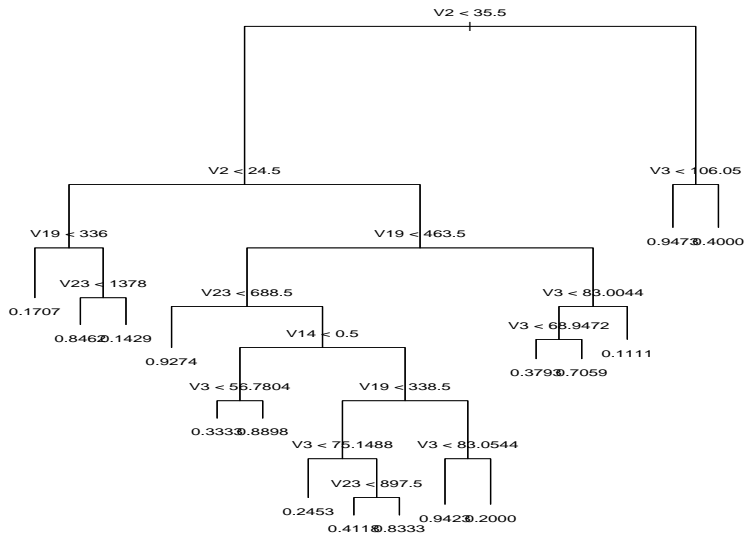 V2 < 35.5
V2 < 24.5
V3 < 106.05
V19 < 336
V19 < 463.5
0.9473
0.4000
V23 < 1378
V23 < 688.5
V3 < 83.0044
0.1707
V14 < 0.5
V3 < 68.9472
0.8462
0.1429
0.9274
0.1111
0.3793
0.7059
V3 < 56.7804
V19 < 338.5
0.3333
0.8898
V3 < 75.1488
V3 < 83.0544
V23 < 897.5
0.2453
0.4118
0.8333
0.9423
0.2000